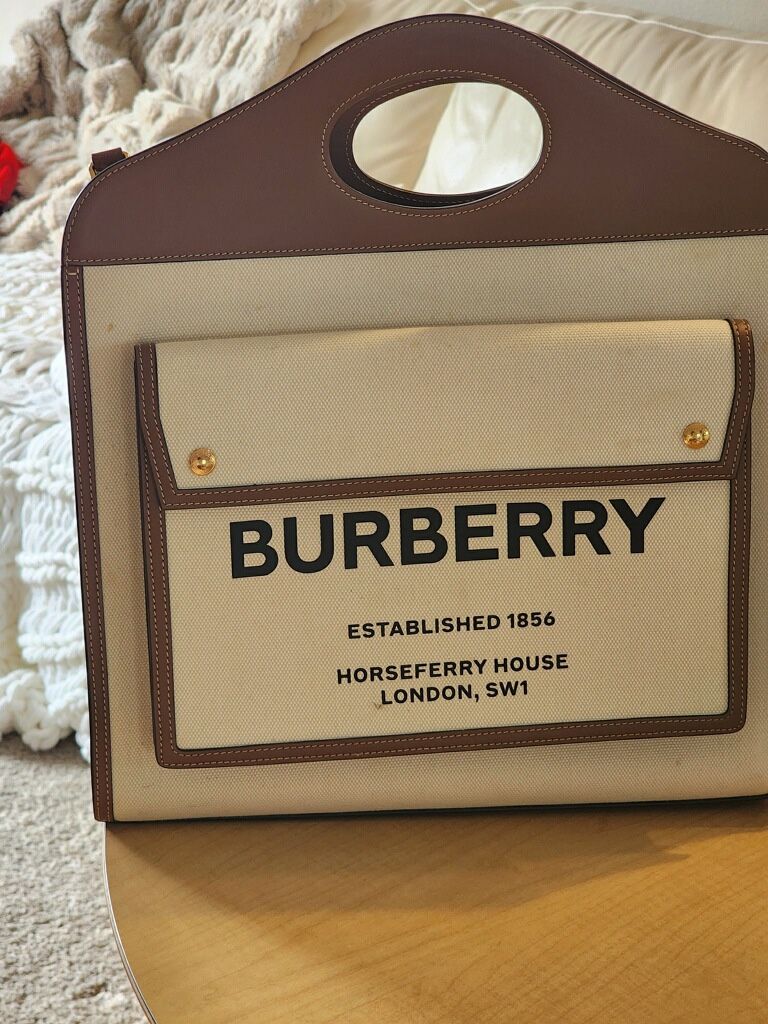 BURBERRY
ESTABLISHED 1856
HORSEFERRY HOUSE
LONDON, SW1